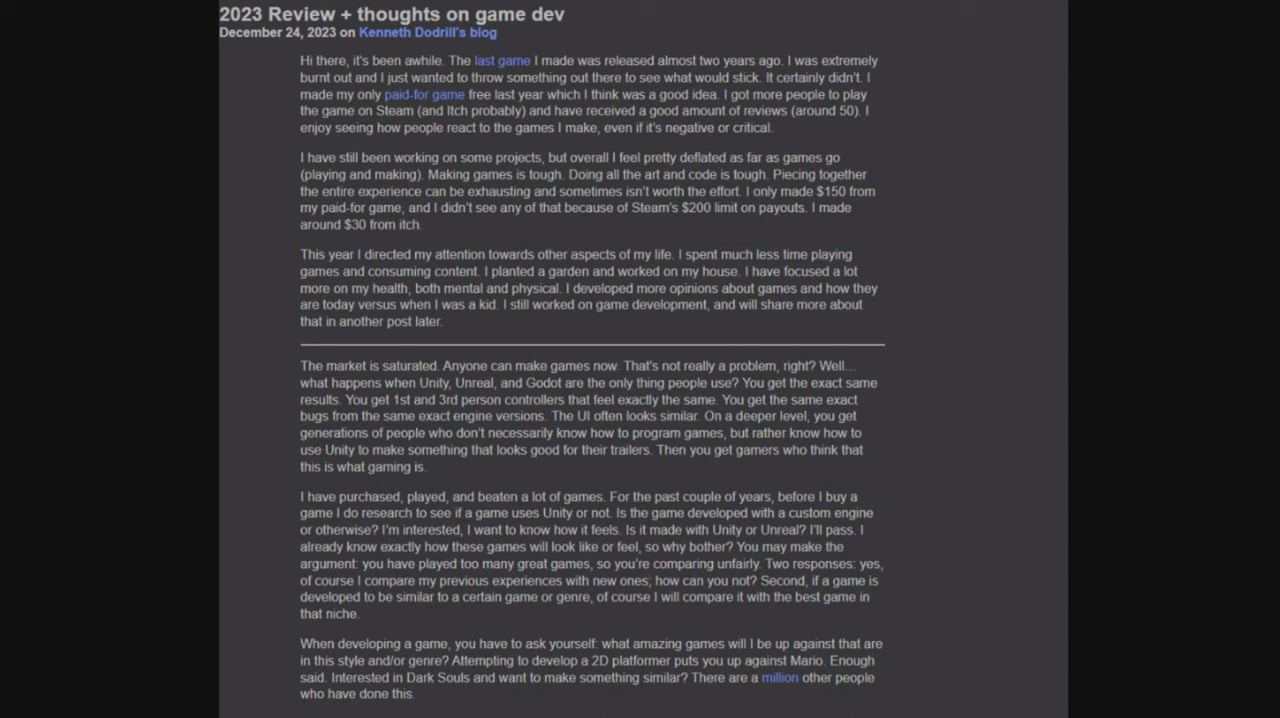 2023 Review + thoughts on game dev
December 24, 2023 on Kenneth Dodrill's blog
Hi there, it's been awhile. The last game I made was released almost two years ago. I was extremely
burnt out and I just wanted to throw something out there to see what would stick. It certainly didn't. I
made my only paid-for game free last year which I think was a good idea. I got more people to play
the game on Steam (and Itch probably) and have received a good amount of reviews (around 50). I
enjoy seeing how people react to the games I make, even if it's negative or critical.
I have still been working on some projects, but overall I feel pretty deflated as far as games go
(playing and making). Making games is tough. Doing all the art and code is tough. Piecing together
the entire experience can be exhausting and sometimes isn't worth the effort. I only made $150 from
my paid-for game, and I didn't see any of that because of Steam's $200 limit on payouts. I made
around $30 from itch.
This year I directed my attention towards other aspects of my life. I spent much less time playing
games and consuming content. I planted a garden and worked on my house. I have focused a lot
more on my health, both mental and physical. I developed more opinions about games and how they
are today versus when I was a kid. I still worked on game development, and will share more about
that in another post later.
The market is saturated. Anyone can make games now. That's not really a problem, right? Well...
what happens when Unity, Unreal, and Godot are the only thing people use? You get the exact same
results. You get 1st and 3rd person controllers that feel exactly the same. You get the same exact
bugs from the same exact engine versions. The UI often looks similar. On a deeper level, you get
generations of people who don't necessarily know how to program games, but rather know how to
use Unity to make something that looks good for their trailers. Then you get gamers who think that
this is what gaming is.
I have purchased, played, and beaten a lot of games. For the past couple of years, before I buy a
game I do research to see if a game uses Unity or not. Is the game developed with a custom engine
or otherwise? I'm interested, I want to know how it feels. Is it made with Unity or Unreal? I'll pass. I
already know exactly how these games will look like or feel, so why bother? You may make the
argument: you have played too many great games, so you're comparing unfairly. Two responses: yes,
of course I compare my previous experiences with new ones; how can you not? Second, if a game is
developed to be similar to a certain game or genre, of course I will compare it with the best game in
that niche.
When developing a game, you have to ask yourself: what amazing games will I be up against that are
in this style and/or genre? Attempting to develop a 2D platformer puts you up against Mario. Enough
said. Interested in Dark Souls and want to make something similar? There are a million other people
who have done this.